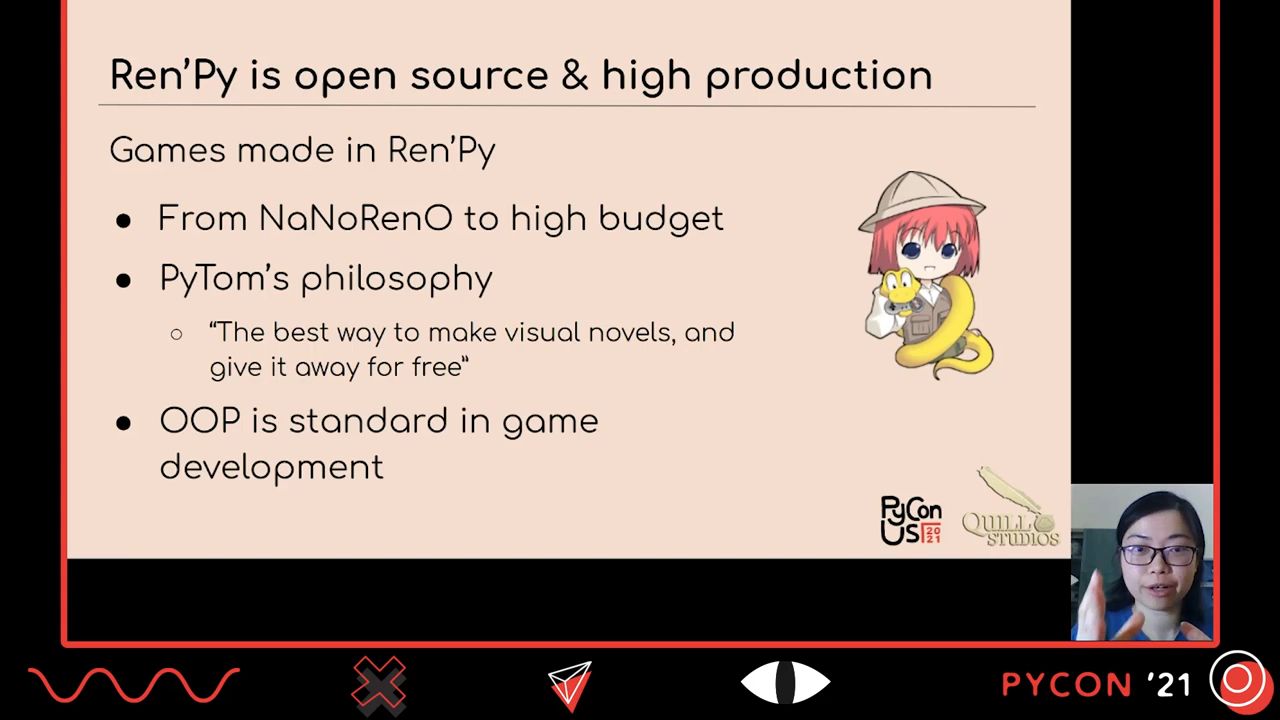 Ren’Py is open source & high production
Games made in Ren’Py
● From NaNoRenO to high budget
● PyTom’s philosophy
○ “The best way to make visual novels, and
give it away for free”
● OOP is standard in game
development
PyCon
US 20
21
QUILL
STUDIOS
PYCON ’21